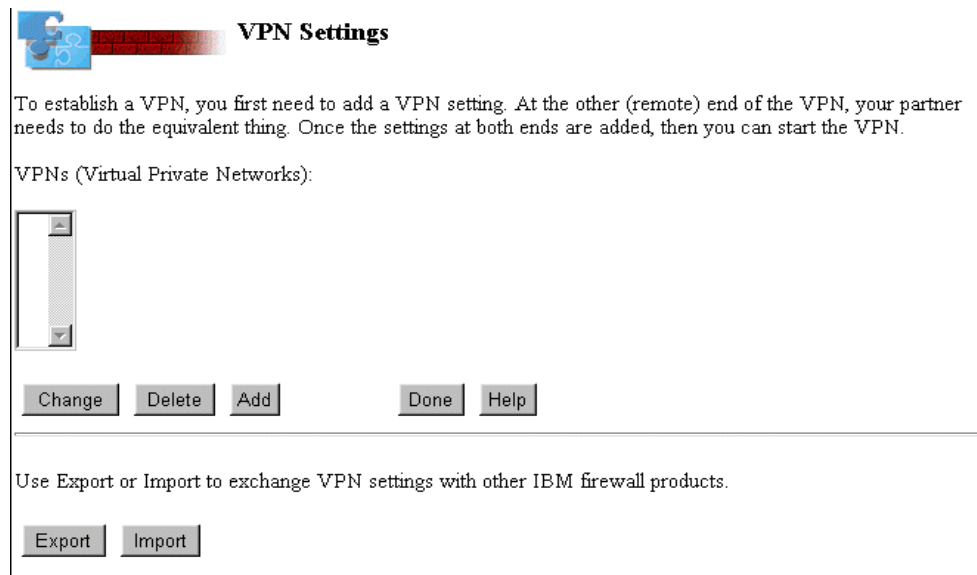 VPN Settings
To establish a VPN, you first need to add a VPN setting. At the other (remote) end of the VPN, your partner
needs to do the equivalent thing. Once the settings at both ends are added, then you can start the VPN.
VPNs (Virtual Private Networks):
Change Delete Add Done Help
Use Export or Import to exchange VPN settings with other IBM firewall products.
Export Import